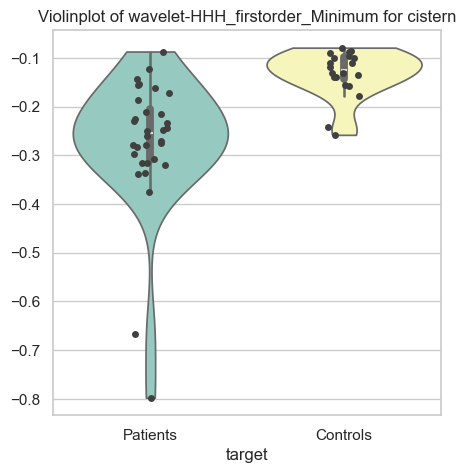 Violinplot of wavelet-HHH_firstorder_Minimum for cistern
−0.1
−0.2
−0.3
−0.4
−0.5
−0.6
−0.7
−0.8
Patients Controls
target